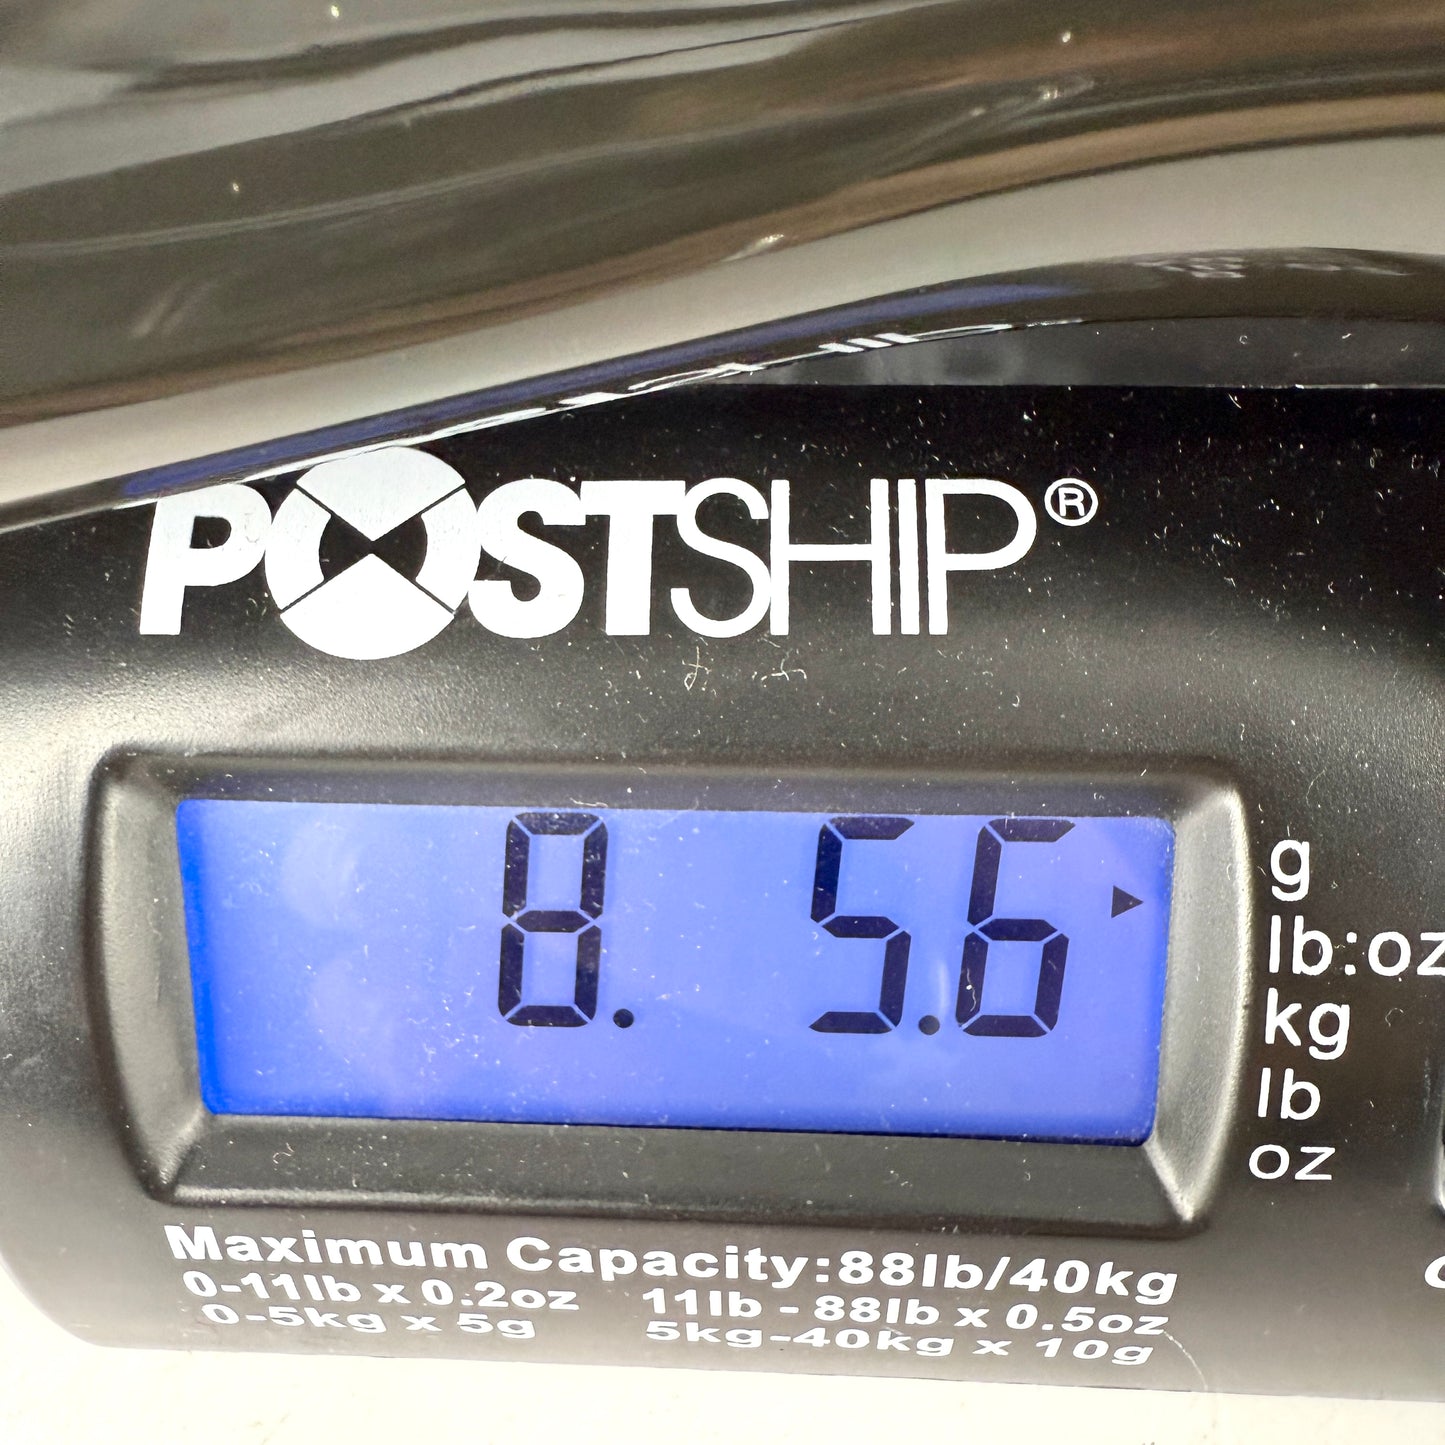 POSTSHIP®
8. 5.6
g
lb:oz
kg
lb
oz
Maximum Capacity:88lb/40kg
0-11lb x 0.2oz 11lb - 88lb x 0.5oz
0-5kg x 5g 5kg-40kg x 10g